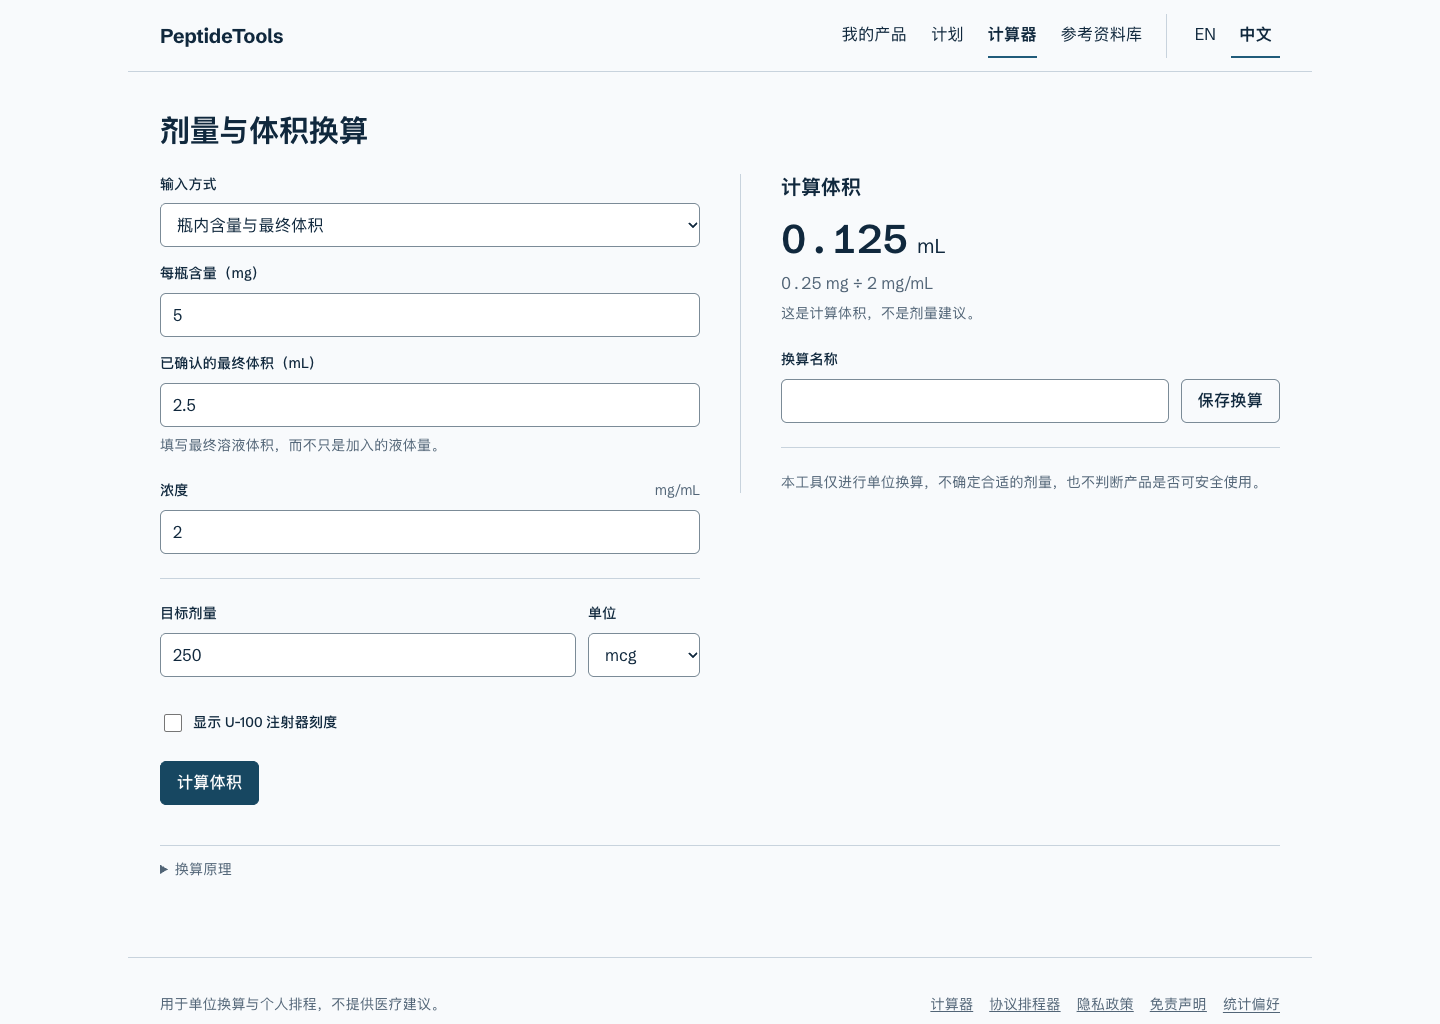 PeptideTools
我的产品 计划 计算器 参考资料库 EN 中文
剂量与体积换算
输入方式
瓶内含量与最终体积
每瓶含量（mg）
5
已确认的最终体积（mL）
2.5
填写最终溶液体积，而不只是加入的液体量。
浓度 mg/mL
2
目标剂量 单位
250 mcg
显示 U-100 注射器刻度
计算体积
计算体积
0.125 mL
0.25 mg ÷ 2 mg/mL
这是计算体积，不是剂量建议。
换算名称
保存换算
本工具仅进行单位换算，不确定合适的剂量，也不判断产品是否可安全使用。
换算原理
用于单位换算与个人排程，不提供医疗建议。
计算器 协议排程器 隐私政策 免责声明 统计偏好